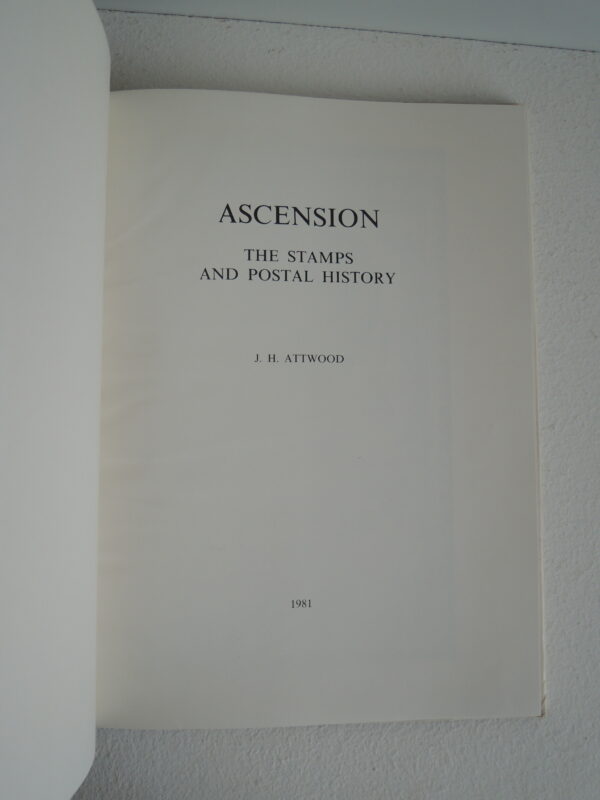 ASCENSION
THE STAMPS
AND POSTAL HISTORY
J. H. ATTWOOD
1981